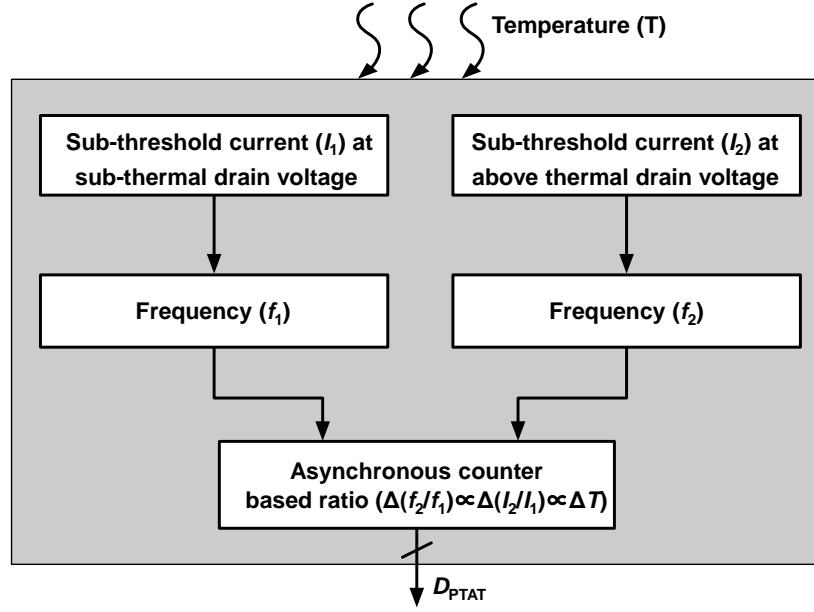 Temperature (T)
Sub-threshold current (I₁) at
sub-thermal drain voltage
Sub-threshold current (I₂) at
above thermal drain voltage
Frequency (f₁)
Frequency (f₂)
Asynchronous counter
based ratio (Δ(f₂/f₁)∝Δ(I₂/I₁)∝ΔT)
D_PTAT